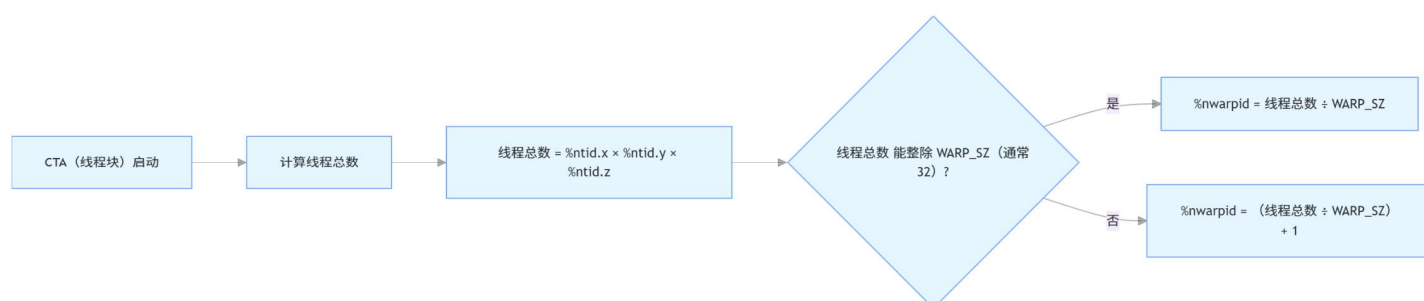 CTA（线程块）启动
计算线程总数
线程总数 = %ntid.x × %ntid.y ×
%ntid.z
线程总数 能整除 WARP_SZ（通常
32）?
是
%nwarpid = 线程总数 ÷ WARP_SZ
否
%nwarpid = （线程总数 ÷ WARP_SZ）
+ 1